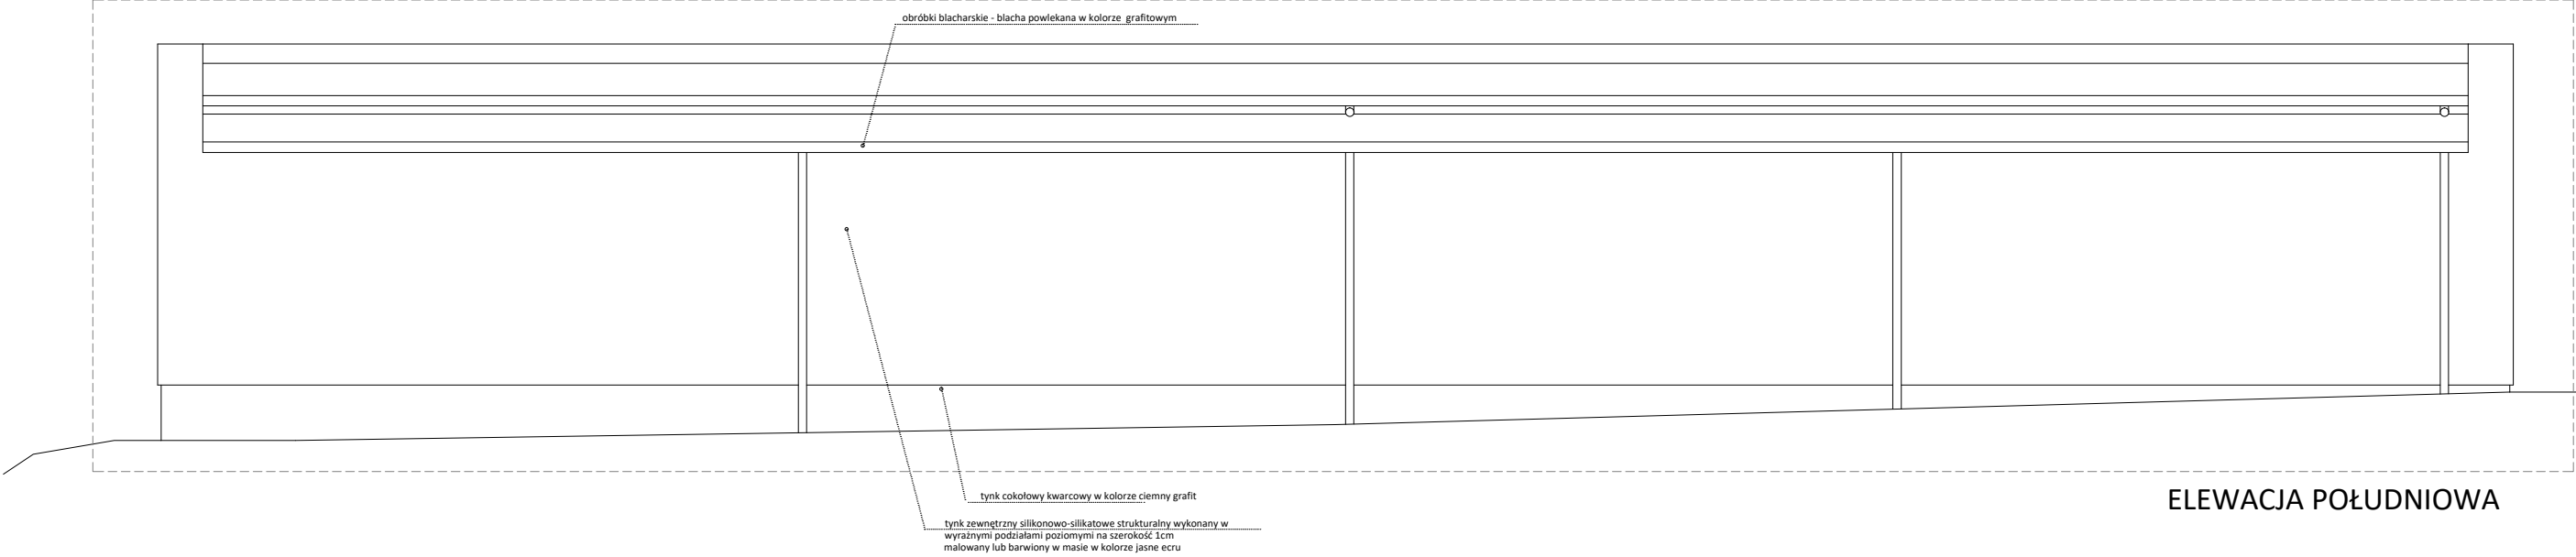 obróbki blacharskie - blacha powlekana w kolorze grafitowym
tynk cokołowy kwarcowy w kolorze ciemny grafit
ELEWACJA POŁUDNIOWA
tynk zewnętrzny silikonowo-silikatowe strukturalny wykonany w
wyrażnymi podziałami poziomymi na szerokość 1cm
malowany lub barwiony w masie w kolorze jasne ecru